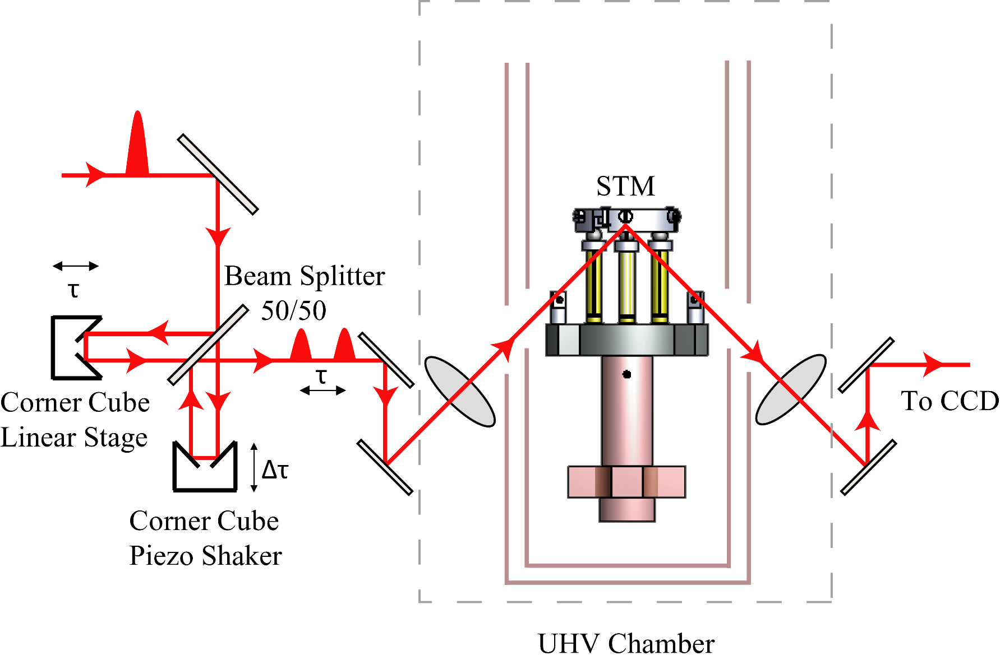 STM
τ
Beam Splitter
50/50
τ
Corner Cube
Linear Stage
Δτ
To CCD
Corner Cube
Piezo Shaker
UHV Chamber